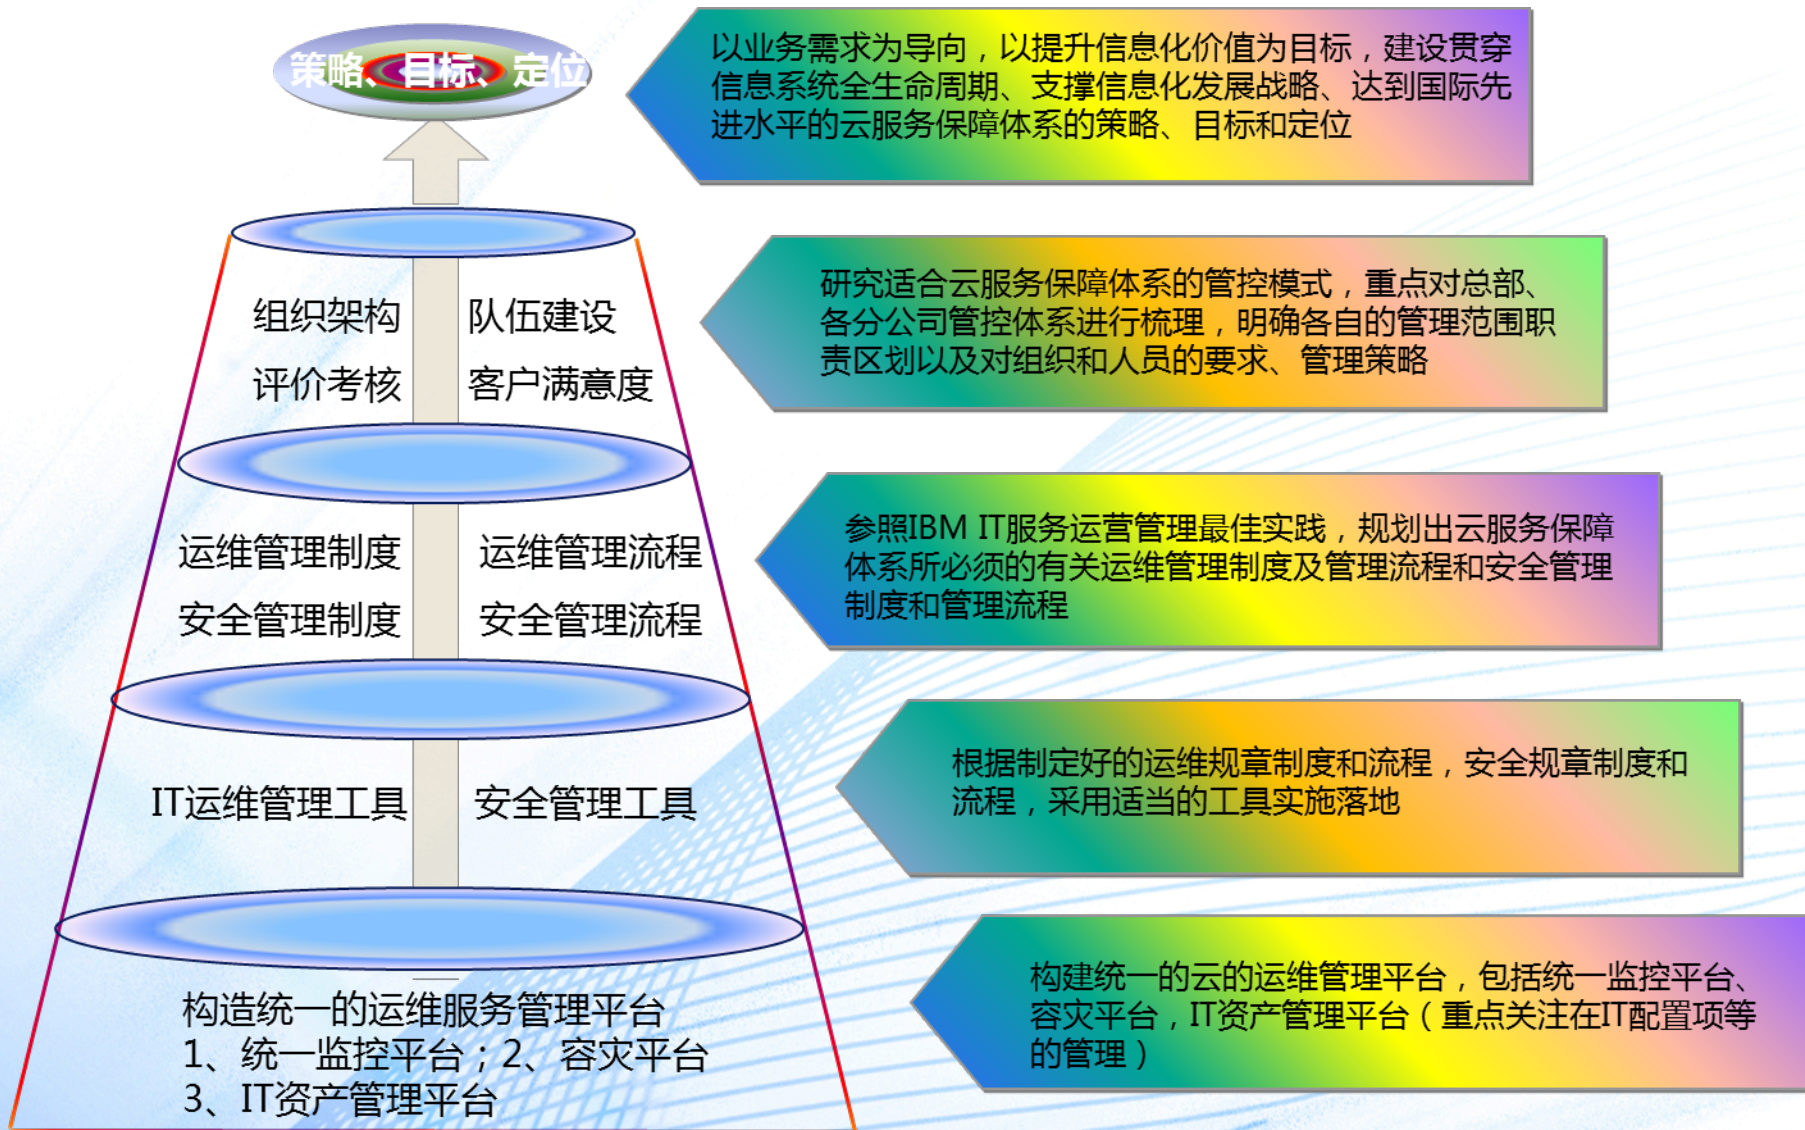 策略、目标、定位
以业务需求为导向，以提升信息化价值为目标，建设贯穿
信息系统全生命周期、支撑信息化发展战略、达到国际先
进水平的云服务保障体系的策略、目标和定位
组织架构 队伍建设
评价考核 客户满意度
研究适合云服务保障体系的管控模式，重点对总部、
各分公司管控体系进行梳理，明确各自的管理范围职
责区划以及对组织和人员的要求、管理策略
运维管理制度 运维管理流程
安全管理制度 安全管理流程
参照IBM IT服务运营管理最佳实践，规划出云服务保障
体系所必须的有关运维管理制度及管理流程和安全管理
制度和管理流程
IT运维管理工具 安全管理工具
根据制定好的运维规章制度和流程，安全规章制度和
流程，采用适当的工具实施落地
构造统一的运维服务管理平台
1、统一监控平台；2、容灾平台
3、IT资产管理平台
构建统一的云的运维管理平台，包括统一监控平台、
容灾平台，IT资产管理平台（重点关注在IT配置项等
的管理）